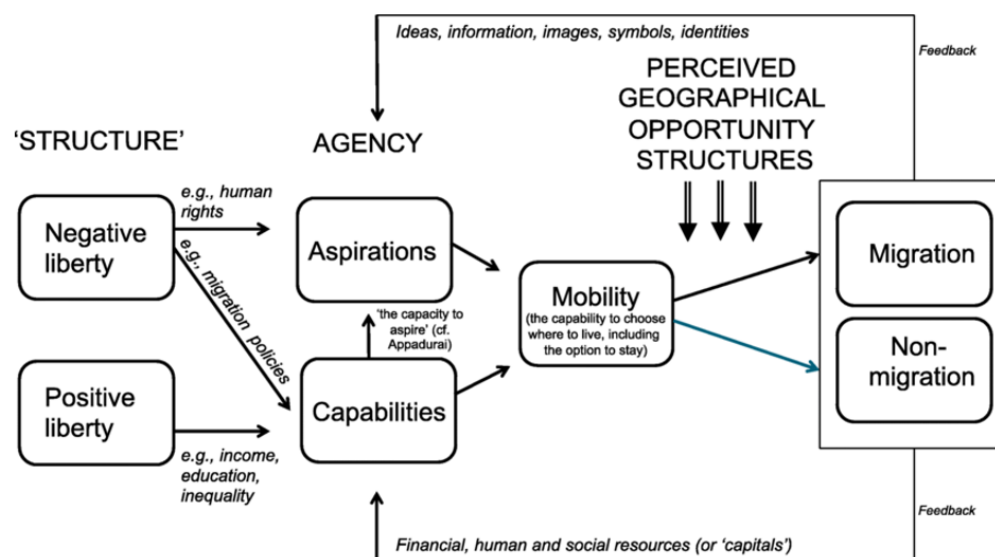 Ideas, information, images, symbols, identities
Feedback
PERCEIVED
GEOGRAPHICAL
OPPORTUNITY
STRUCTURES
‘STRUCTURE’
AGENCY
e.g., human
rights
Negative
liberty
e.g., migration policies
Aspirations
Migration
Mobility
(the capability to choose
where to live, including
the option to stay)
‘the capacity to
aspire’ (cf.
Appadurai)
Non-
migration
Positive
liberty
Capabilities
e.g., income,
education,
inequality
Feedback
Financial, human and social resources (or ‘capitals’)